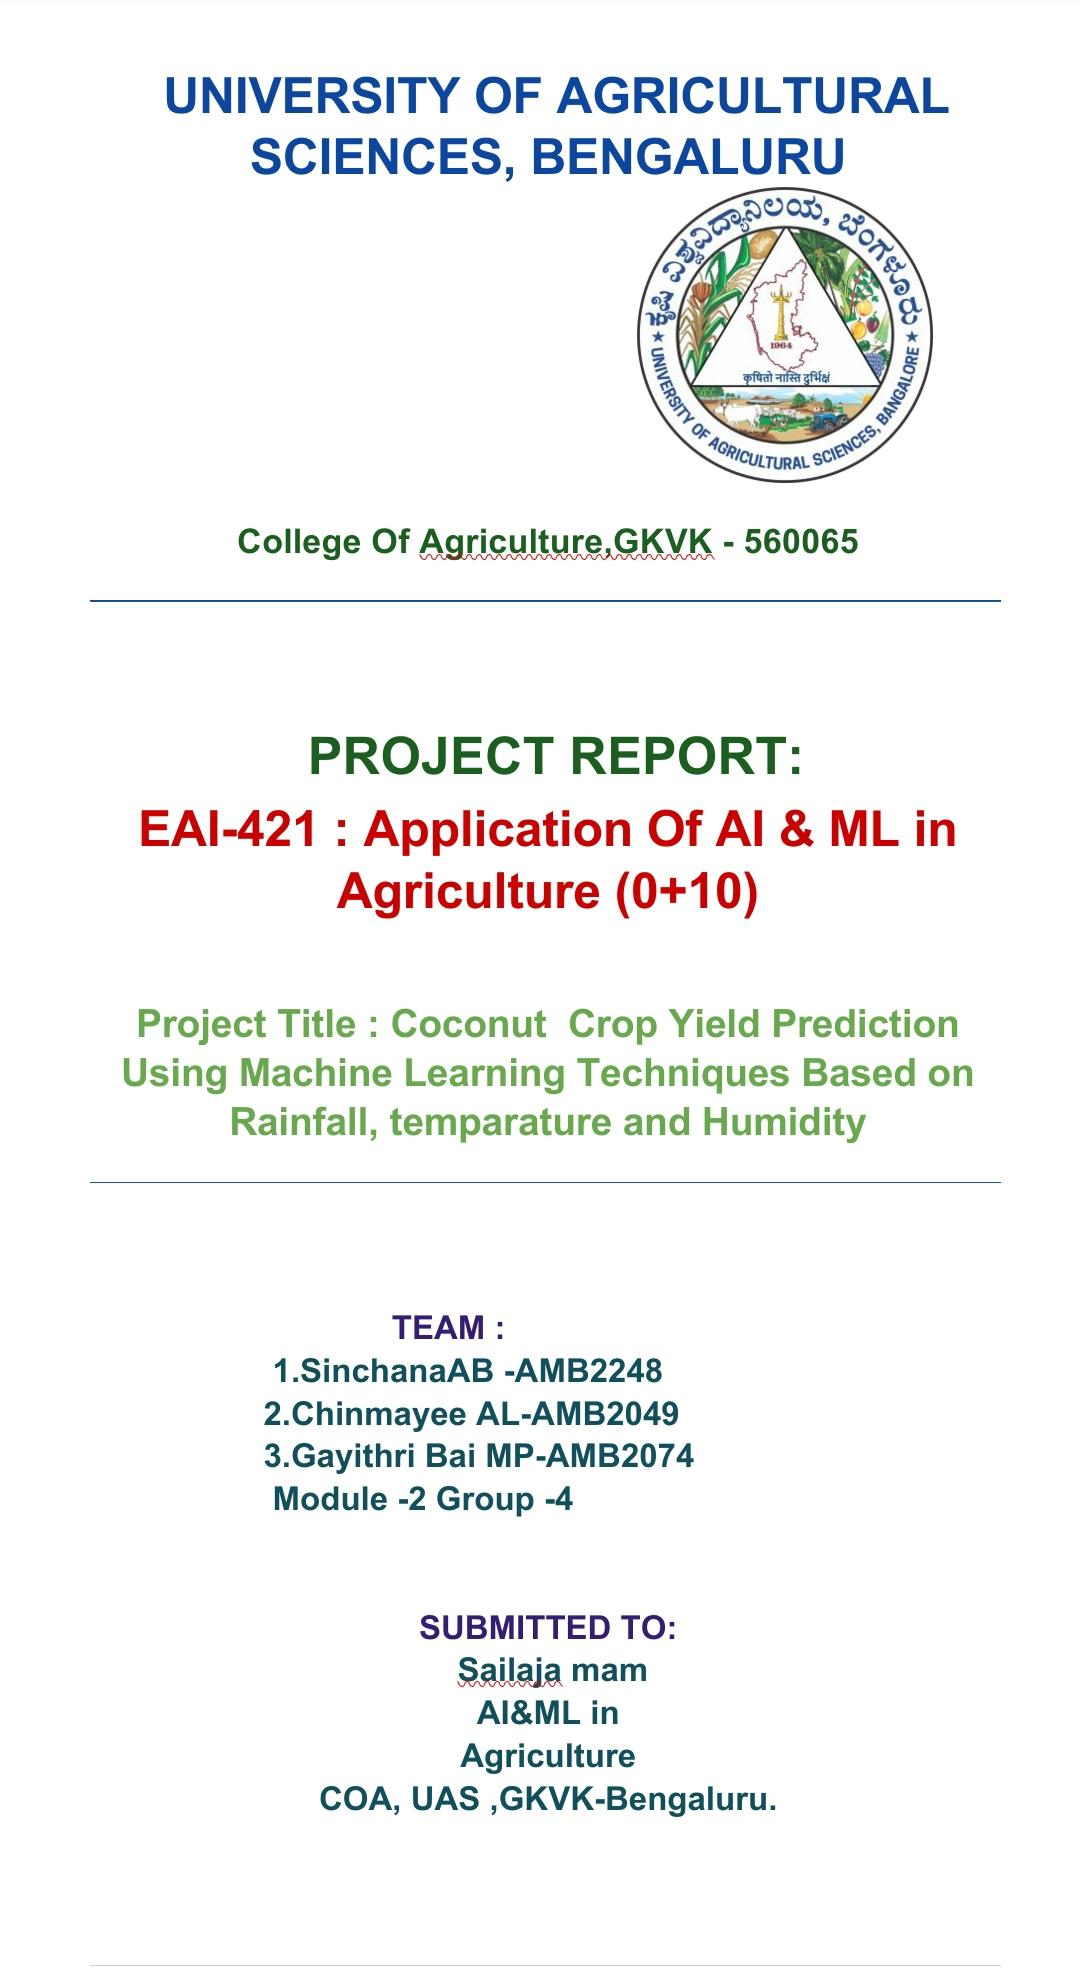 UNIVERSITY OF AGRICULTURAL
SCIENCES, BENGALURU
ಕೃಷಿ ವಿಶ್ವವಿದ್ಯಾನಿಲಯ, ಬೆಂಗಳೂರು
1964
कृषितो नास्ति दुर्भिक्षं
★ UNIVERSITY OF AGRICULTURAL SCIENCES, BANGALORE ★
College Of Agriculture,GKVK - 560065
PROJECT REPORT:
EAI-421 : Application Of AI & ML in
Agriculture (0+10)
Project Title : Coconut  Crop Yield Prediction
Using Machine Learning Techniques Based on
Rainfall, temparature and Humidity
TEAM :
1.SinchanaAB -AMB2248
2.Chinmayee AL-AMB2049
3.Gayithri Bai MP-AMB2074
Module -2 Group -4
SUBMITTED TO:
Sailaja mam
AI&ML in
Agriculture
COA, UAS ,GKVK-Bengaluru.